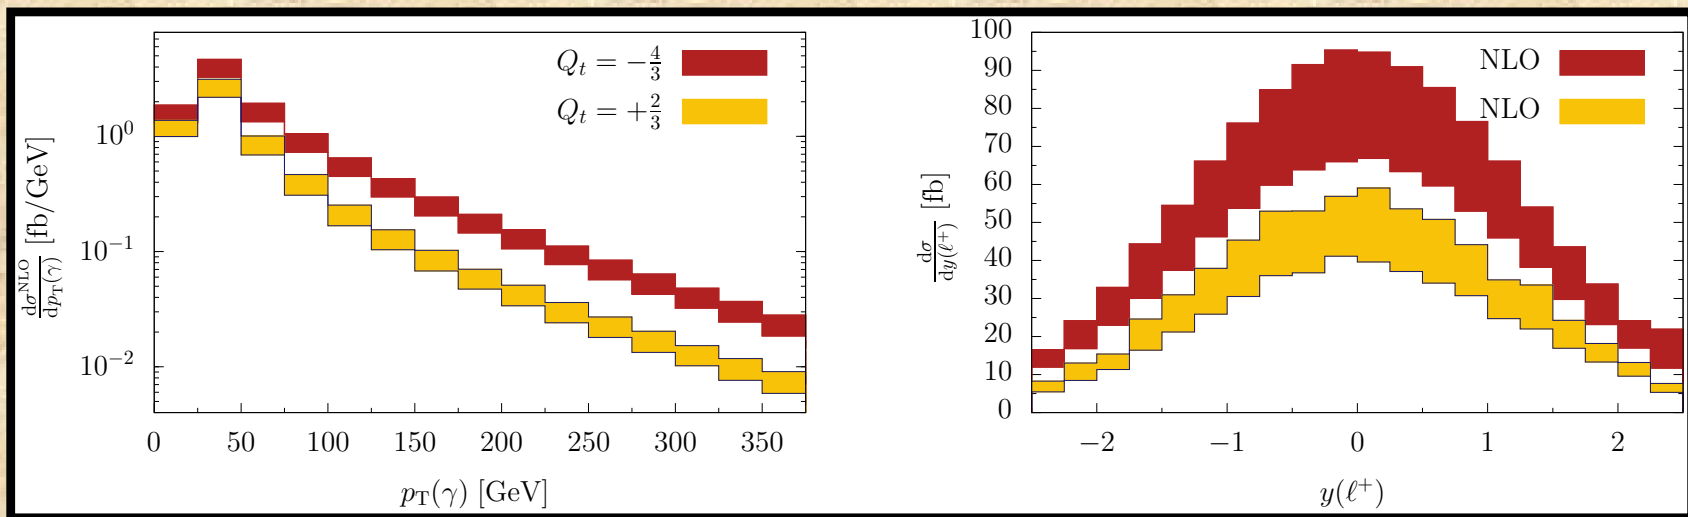 Q_t = −4/3
Q_t = +2/3
10^0
10^−1
10^−2
dσ^NLO/dp_T(γ) [fb/GeV]
0 50 100 150 200 250 300 350
p_T(γ) [GeV]
NLO
NLO
100
90
80
70
60
50
40
30
20
10
0
dσ/dy(ℓ^+) [fb]
−2 −1 0 1 2
y(ℓ^+)